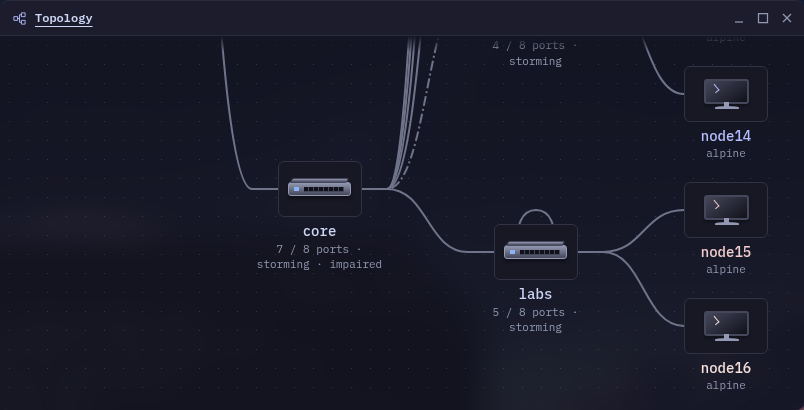 Topology
4 / 8 ports ·
storming
alpine
node14
alpine
core
7 / 8 ports ·
storming · impaired
node15
alpine
labs
5 / 8 ports ·
storming
node16
alpine